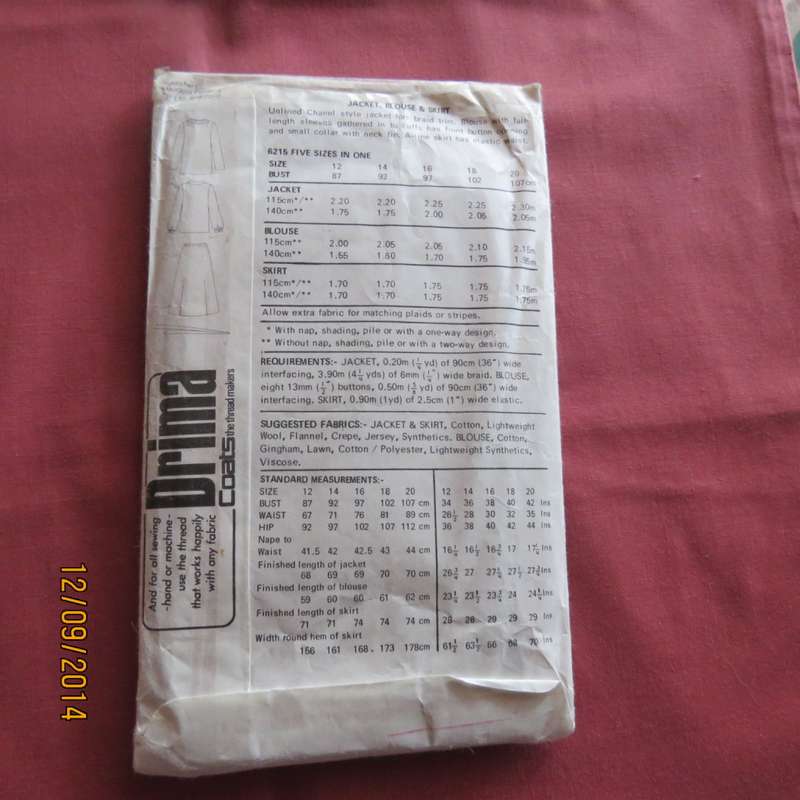 JACKET, BLOUSE & SKIRT
Unlined Chanel style jacket has braid trim. Blouse with full
length sleeves gathered in to cuffs has front button opening
and small collar with neck tie. A-line skirt has elastic waist.
6215 FIVE SIZES IN ONE
SIZE 12 14 16 18 20
BUST 87 92 97 102 107cm
JACKET
115cm*/** 2.20 2.20 2.25 2.25 2.30m
140cm** 1.75 1.75 2.00 2.05 2.05m
BLOUSE
115cm** 2.00 2.05 2.05 2.10 2.15m
140cm** 1.55 1.60 1.70 1.75 1.95m
SKIRT
115cm*/** 1.70 1.70 1.75 1.75 1.75m
140cm*/** 1.70 1.70 1.75 1.75 1.75m
Allow extra fabric for matching plaids or stripes.
* With nap, shading, pile or with a one-way design.
** Without nap, shading, pile or with a two-way design.
REQUIREMENTS:- JACKET, 0.20m (¼ yd) of 90cm (36") wide
interfacing, 3.90m (4¼ yds) of 6mm (¼") wide braid. BLOUSE,
eight 13mm (½") buttons, 0.50m (⅝ yd) of 90cm (36") wide
interfacing. SKIRT, 0.90m (1yd) of 2.5cm (1") wide elastic.
SUGGESTED FABRICS:- JACKET & SKIRT, Cotton, Lightweight
Wool, Flannel, Crepe, Jersey, Synthetics. BLOUSE, Cotton,
Gingham, Lawn, Cotton / Polyester, Lightweight Synthetics,
Viscose.
STANDARD MEASUREMENTS:-
SIZE 12 14 16 18 20 12 14 16 18 20
BUST 87 92 97 102 107 cm 34 36 38 40 42 Ins
WAIST 67 71 76 81 89 cm 26½ 28 30 32 35 Ins
HIP 92 97 102 107 112 cm 36 38 40 42 44 Ins
Nape to
Waist 41.5 42 42.5 43 44 cm 16¼ 16½ 16¾ 17 17¼ Ins
Finished length of jacket
68 69 69 70 70 cm 26¾ 27 27¼ 27½ 27¾ Ins
Finished length of blouse
59 60 60 61 62 cm 23¼ 23½ 23¾ 24 24¼ Ins
Finished length of skirt
71 71 74 74 74 cm 28 28 29 29 29 Ins
Width round hem of skirt
156 161 168 173 178cm 61½ 63½ 66 68 70 Ins
Drima
Coats the thread makers
And for all sewing
-hand or machine-
use the thread
that works happily
with any fabric
12/09/2014